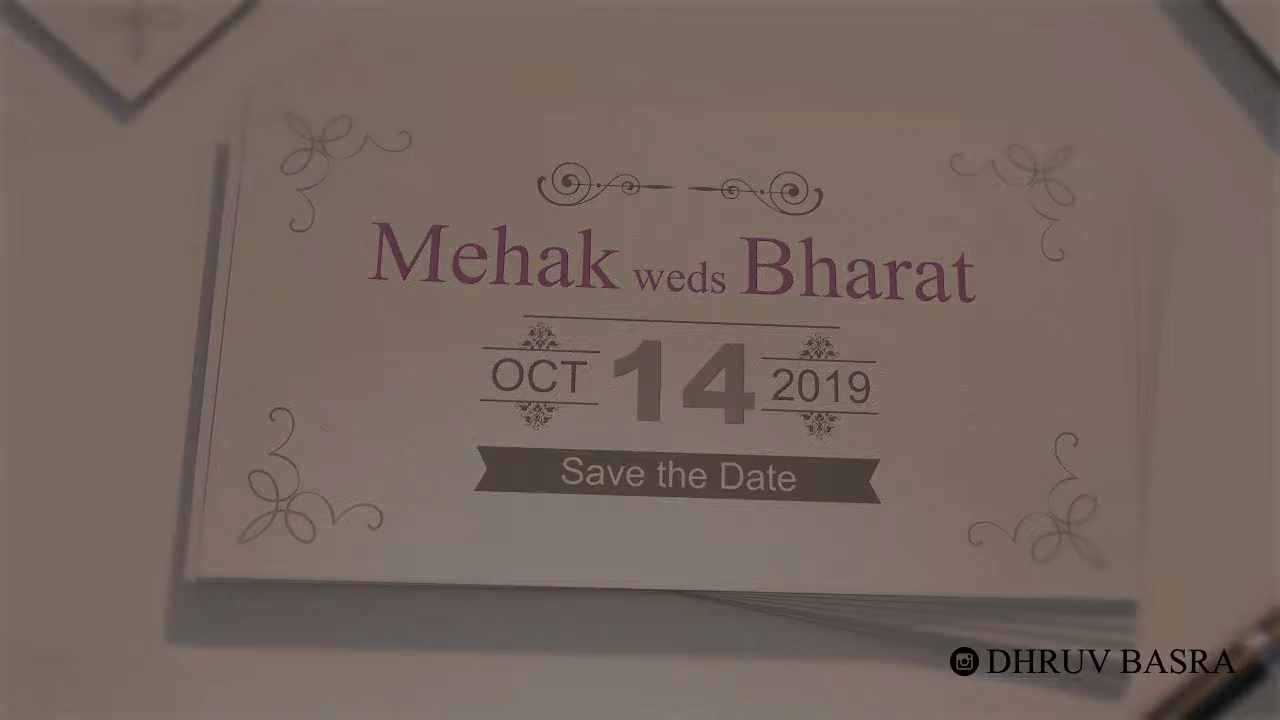 Mehak weds Bharat
OCT 14 2019
Save the Date
DHRUV BASRA